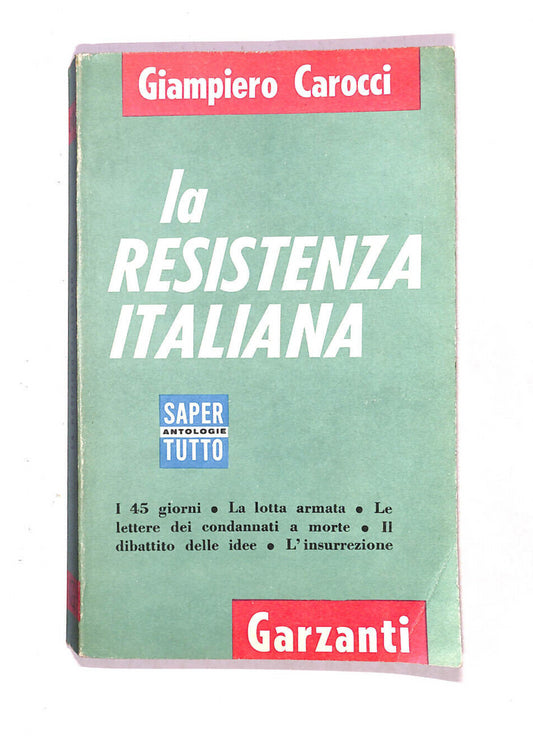 Giampiero Carocci
la
RESISTENZA
ITALIANA
SAPER
ANTOLOGIE
TUTTO
I 45 giorni • La lotta armata • Le
lettere dei condannati a morte • Il
dibattito delle idee • L'insurrezione
Garzanti